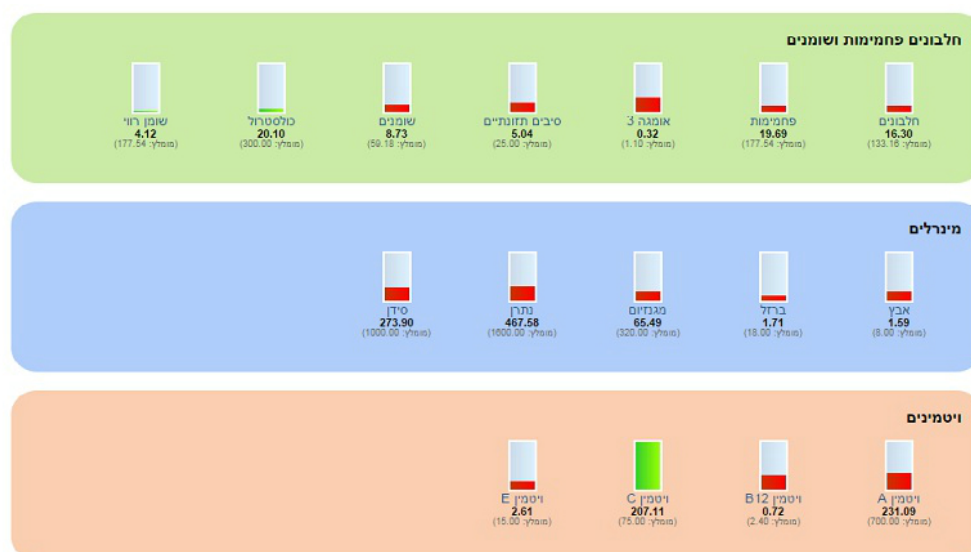 חלבונים פחמימות ושומנים
חלבונים
16.30
(מומלץ: 133.16)
פחמימות
19.69
(מומלץ: 177.54)
אומגה 3
0.32
(מומלץ: 1.10)
סיבים תזונתיים
5.04
(מומלץ: 25.00)
שומנים
8.73
(מומלץ: 59.18)
כולסטרול
20.10
(מומלץ: 300.00)
שומן רווי
4.12
(מומלץ: 177.54)
מינרלים
אבץ
1.59
(מומלץ: 8.00)
ברזל
1.71
(מומלץ: 18.00)
מגנזיום
65.49
(מומלץ: 320.00)
נתרן
467.58
(מומלץ: 1600.00)
סידן
273.90
(מומלץ: 1000.00)
ויטמינים
ויטמין A
231.09
(מומלץ: 700.00)
ויטמין B12
0.72
(מומלץ: 2.40)
ויטמין C
207.11
(מומלץ: 75.00)
ויטמין E
2.61
(מומלץ: 15.00)